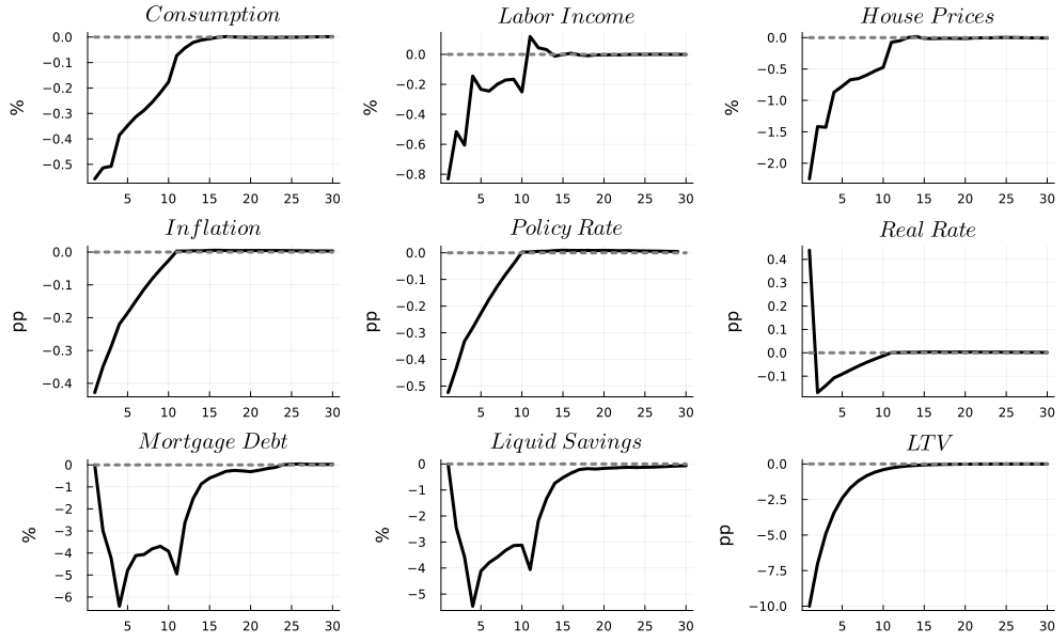 Consumption
%
0.0
−0.1
−0.2
−0.3
−0.4
−0.5
5 10 15 20 25 30
Labor Income
%
0.0
−0.2
−0.4
−0.6
−0.8
5 10 15 20 25 30
House Prices
%
0.0
−0.5
−1.0
−1.5
−2.0
5 10 15 20 25 30
Inflation
pp
0.0
−0.1
−0.2
−0.3
−0.4
5 10 15 20 25 30
Policy Rate
pp
0.0
−0.1
−0.2
−0.3
−0.4
−0.5
5 10 15 20 25 30
Real Rate
pp
0.4
0.3
0.2
0.1
0.0
−0.1
5 10 15 20 25 30
Mortgage Debt
%
0
−1
−2
−3
−4
−5
−6
5 10 15 20 25 30
Liquid Savings
%
0
−1
−2
−3
−4
−5
5 10 15 20 25 30
LTV
pp
0.0
−2.5
−5.0
−7.5
−10.0
5 10 15 20 25 30